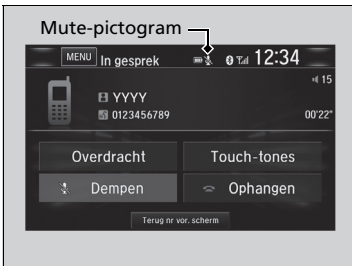 Mute-pictogram
MENU In gesprek 12:34
15
YYYY
0123456789 00'22"
Overdracht Touch-tones
Dempen Ophangen
Terug nr vor. scherm